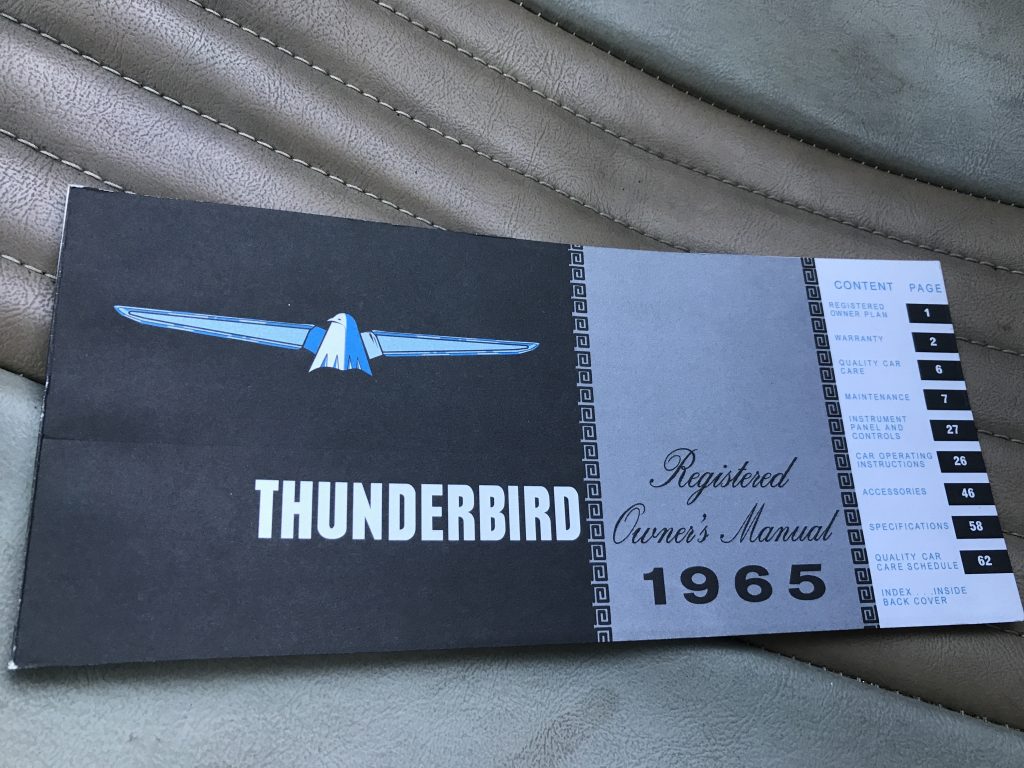 THUNDERBIRD
Registered
Owner's Manual
1965
CONTENT PAGE
REGISTERED
OWNER PLAN 1
WARRANTY 2
QUALITY CAR
CARE 6
MAINTENANCE 7
INSTRUMENT
PANEL AND
CONTROLS 27
CAR OPERATING
INSTRUCTIONS 26
ACCESSORIES 46
SPECIFICATIONS 58
QUALITY CAR
CARE SCHEDULE 62
INDEX . . . INSIDE
BACK COVER